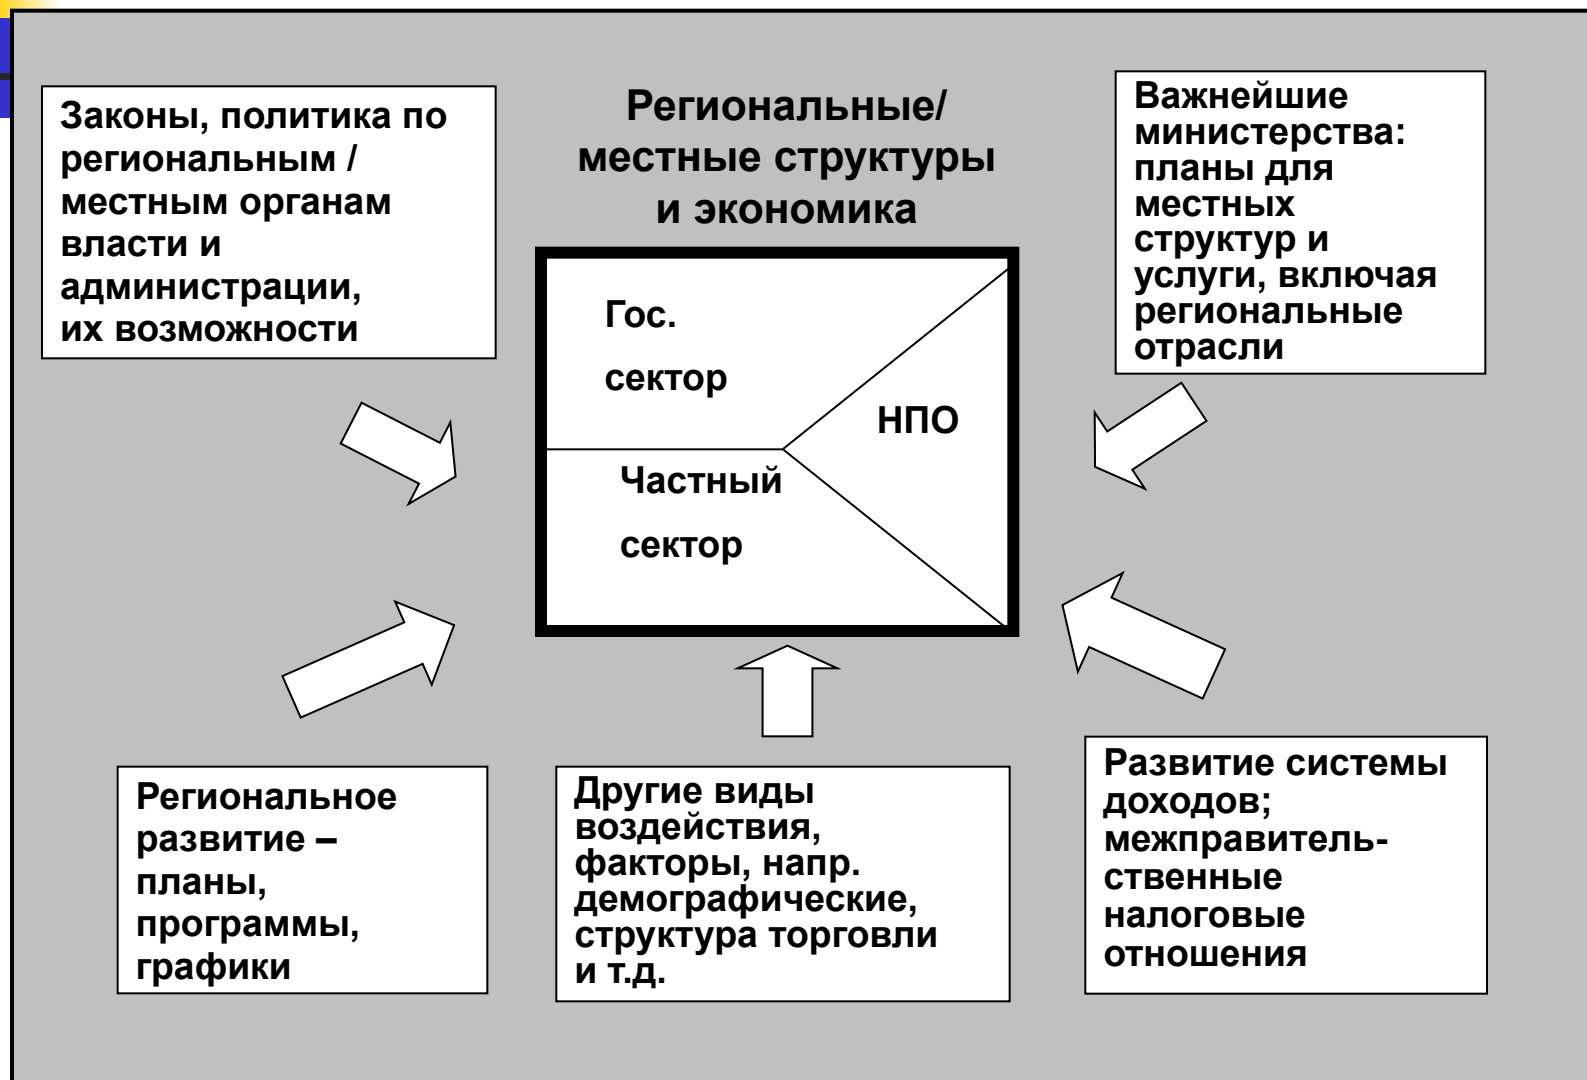 Законы, политика по
региональным /
местным органам
власти и
администрации,
их возможности
Региональные/
местные структуры
и экономика
Важнейшие
министерства:
планы для
местных
структур и
услуги, включая
региональные
отрасли
Гос.
сектор
НПО
Частный
сектор
Региональное
развитие –
планы,
программы,
графики
Другие виды
воздействия,
факторы, напр.
демографические,
структура торговли
и т.д.
Развитие системы
доходов;
межправитель-
ственные
налоговые
отношения